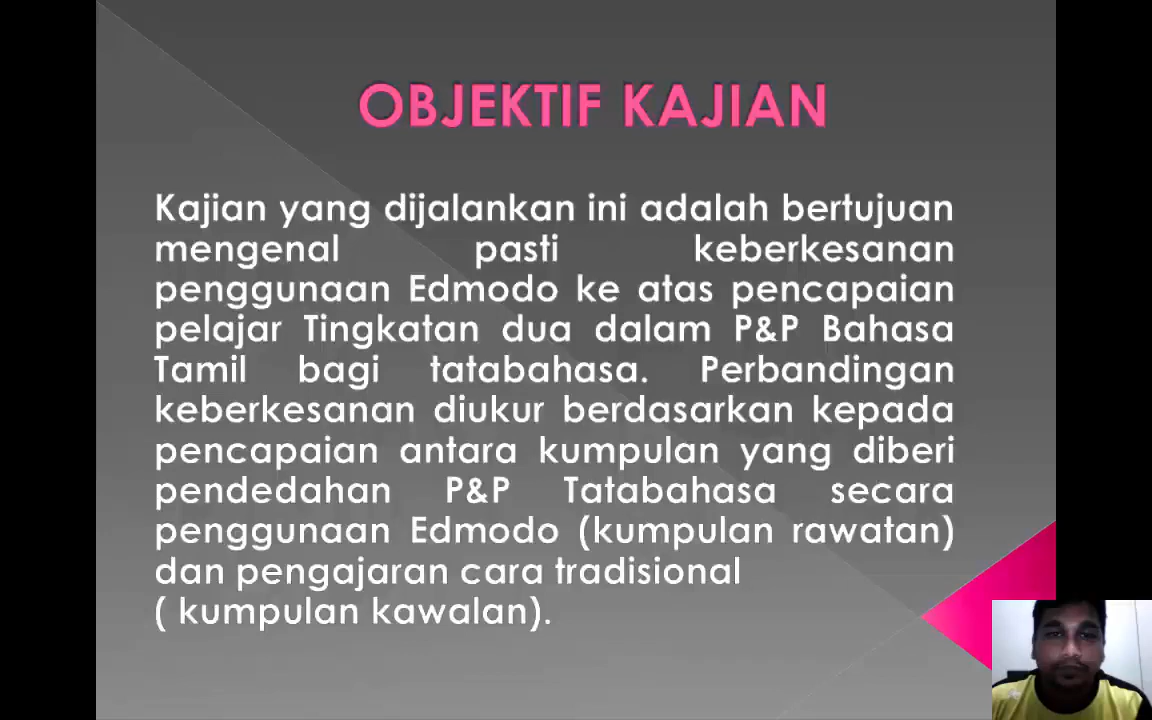 OBJEKTIF KAJIAN
Kajian yang dijalankan ini adalah bertujuan
mengenal pasti keberkesanan
penggunaan Edmodo ke atas pencapaian
pelajar Tingkatan dua dalam P&P Bahasa
Tamil bagi tatabahasa. Perbandingan
keberkesanan diukur berdasarkan kepada
pencapaian antara kumpulan yang diberi
pendedahan P&P Tatabahasa secara
penggunaan Edmodo (kumpulan rawatan)
dan pengajaran cara tradisional
( kumpulan kawalan).